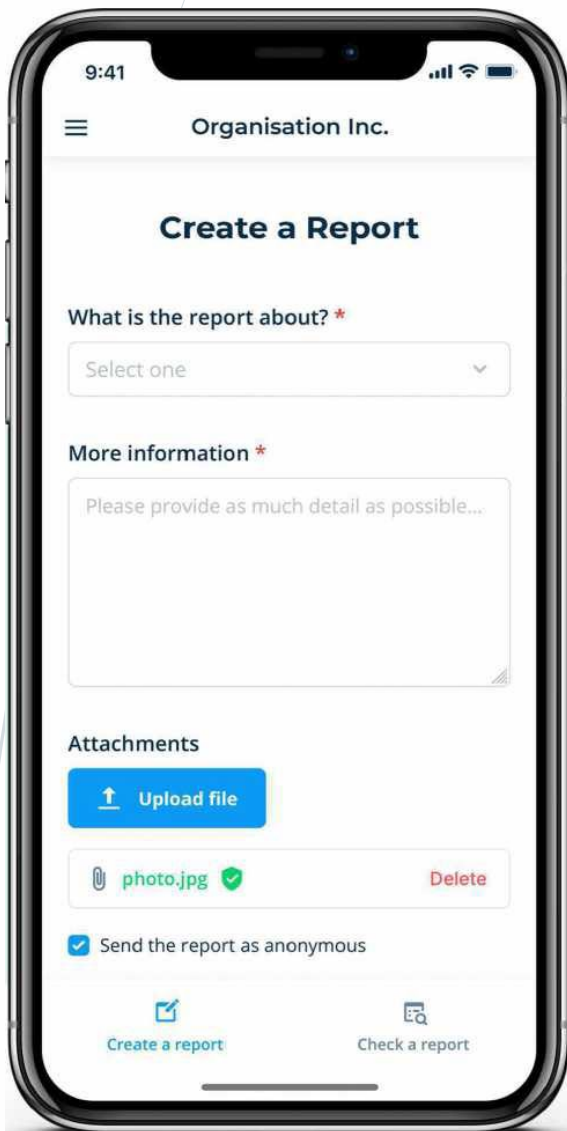 9:41
Organisation Inc.
Create a Report
What is the report about? *
Select one
More information *
Please provide as much detail as possible...
Attachments
Upload file
photo.jpg
Delete
Send the report as anonymous
Create a report
Check a report